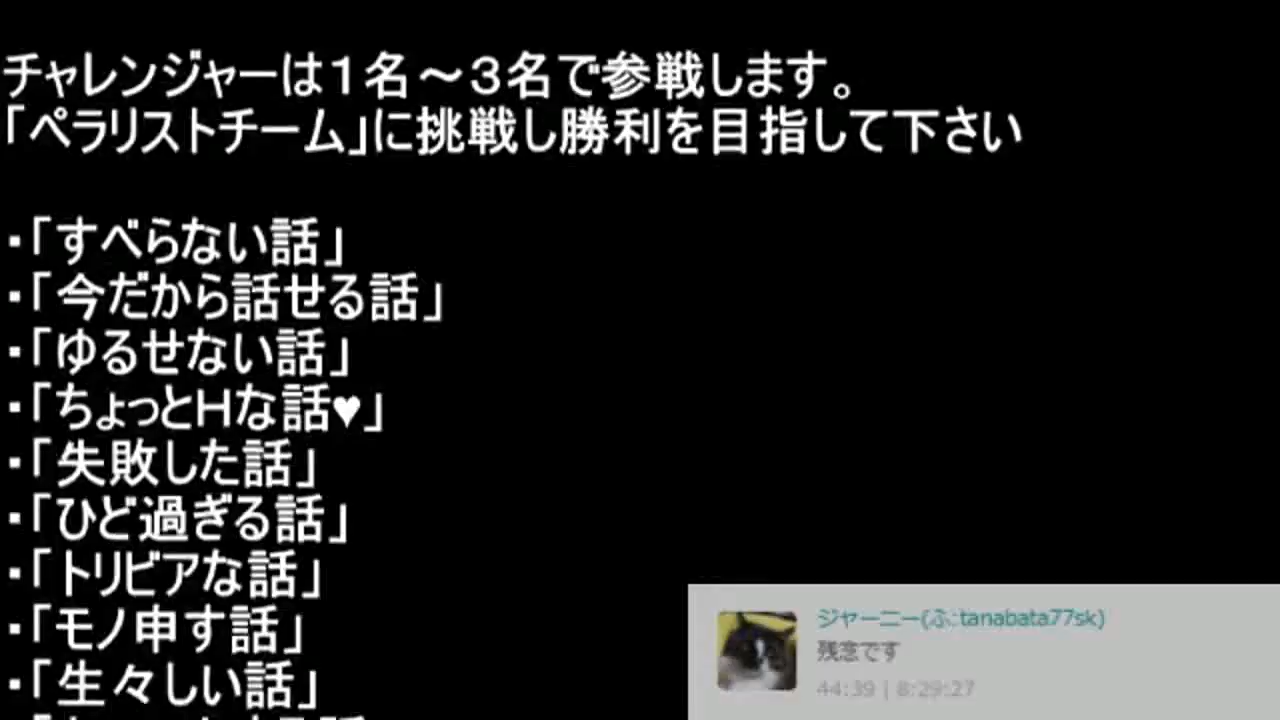 チャレンジャーは１名～３名で参戦します。
「ペラリストチーム」に挑戦し勝利を目指して下さい
・「すべらない話」
・「今だから話せる話」
・「ゆるせない話」
・「ちょっとHな話♥」
・「失敗した話」
・「ひど過ぎる話」
・「トリビアな話」
・「モノ申す話」
・「生々しい話」
ジャーニー(ふ:tanabata77sk)
残念です
44:39 | 8:29:27